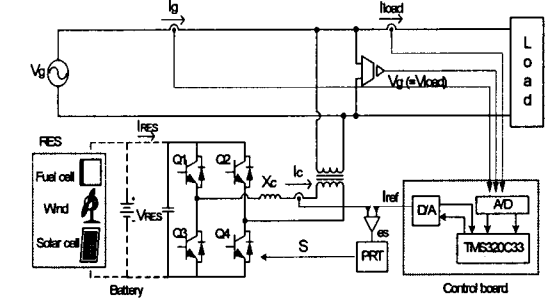 Ig
Iload
Vg
Vg (=Vload)
Load
RES
IRES
Fuel cell
Wind
Solar cell
VRES
Battery
Q1
Q2
Q3
Q4
Xc
Ic
S
es
PRT
Iref
D/A
A/D
TMS320C33
Control board